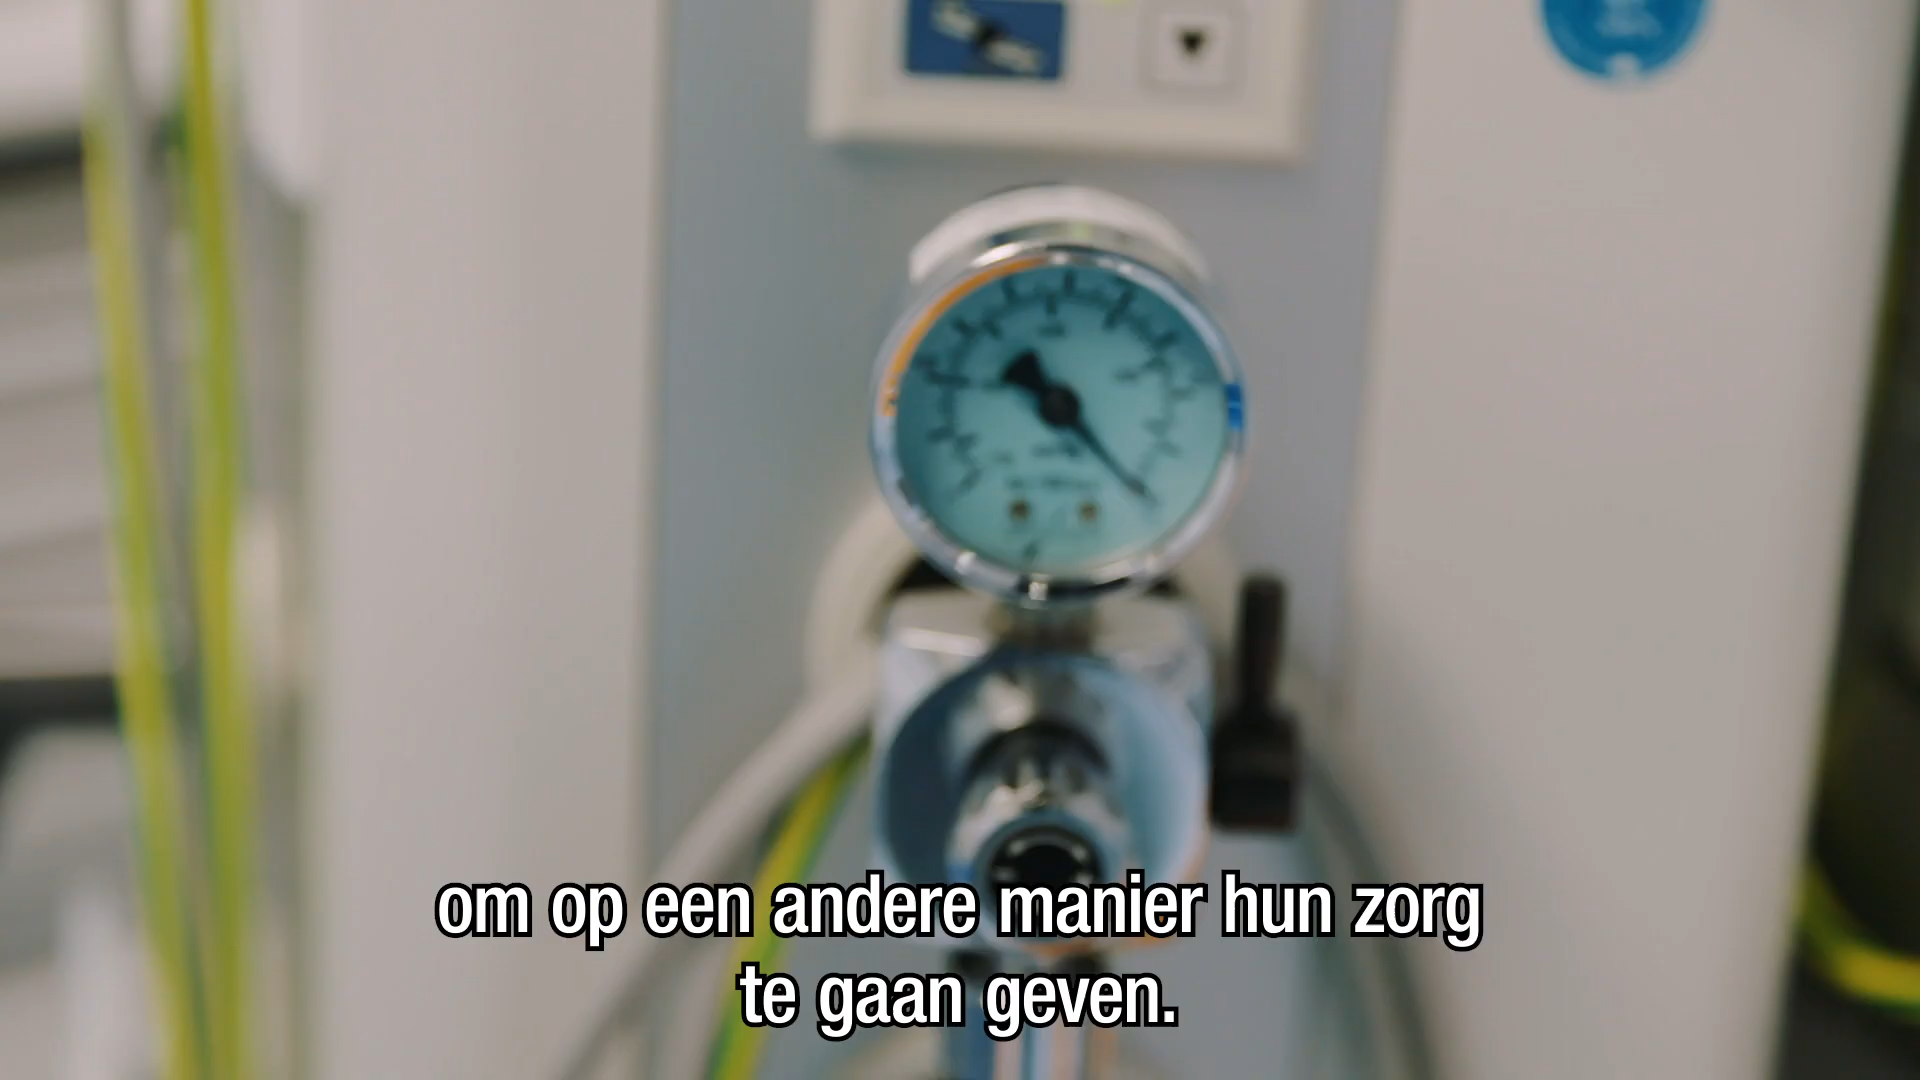 om op een andere manier hun zorg
te gaan geven.